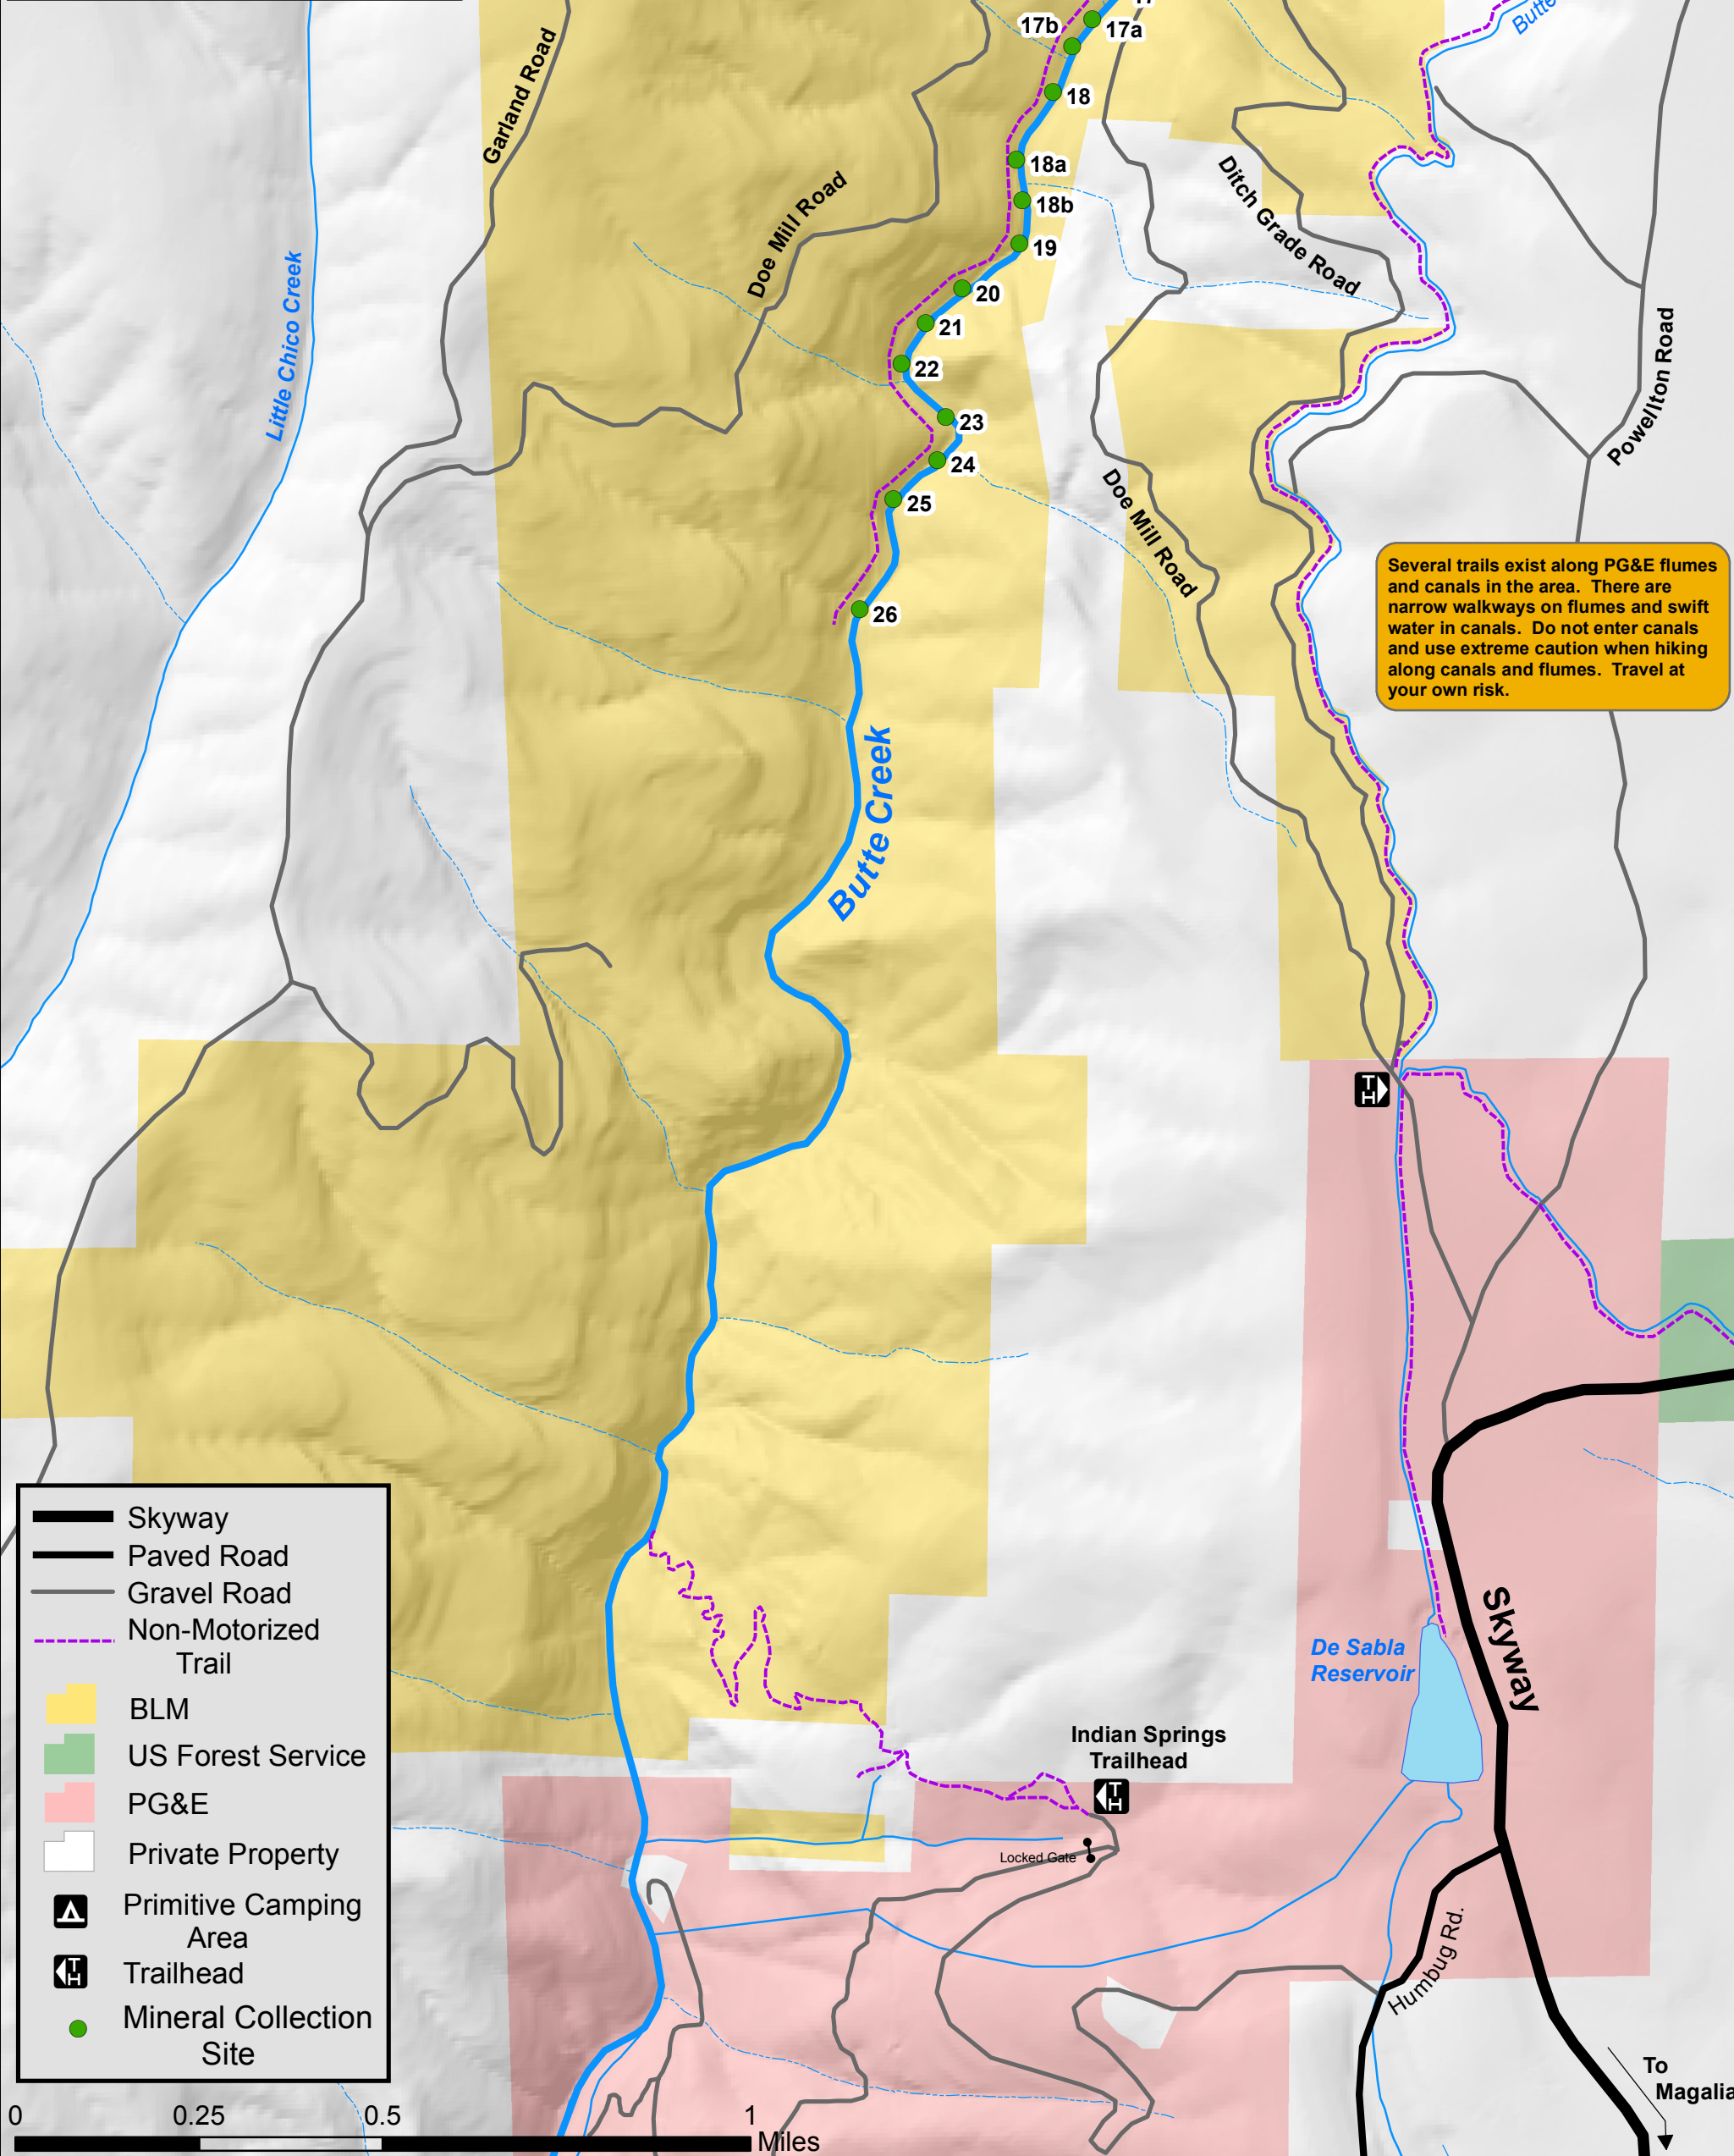 17b
17a
Butte
18
Garland Road
18a
18b
Ditch Grade Road
Doe Mill Road
19
Little Chico Creek
20
21
22
Powellton Road
23
24
25
Doe Mill Road
Several trails exist along PG&E flumes
and canals in the area. There are
narrow walkways on flumes and swift
water in canals. Do not enter canals
and use extreme caution when hiking
along canals and flumes. Travel at
your own risk.
26
Butte Creek
TH
Skyway
Paved Road
Gravel Road
Non-Motorized
Trail
BLM
US Forest Service
PG&E
Private Property
Primitive Camping
Area
TH
Trailhead
Mineral Collection
Site
De Sabla
Reservoir
Skyway
Indian Springs
Trailhead
TH
Locked Gate
Humbug Rd.
To
Magalia
0 0.25 0.5 1
Miles